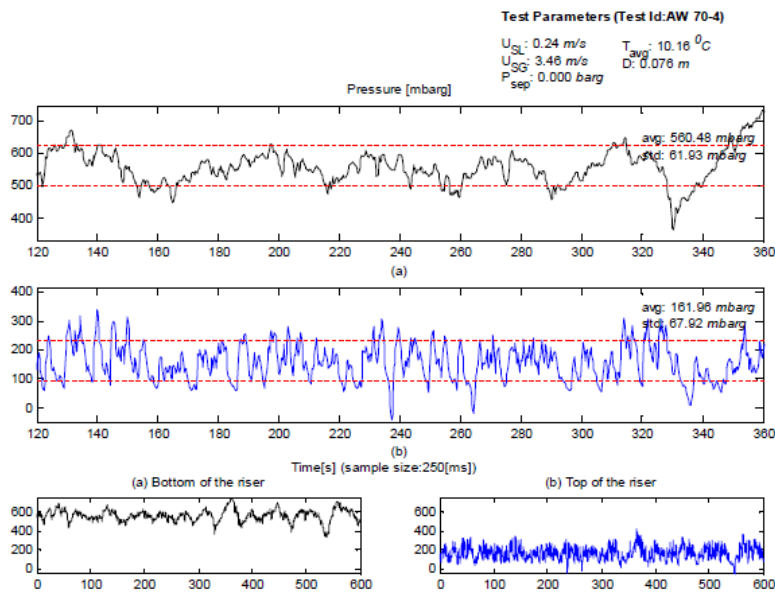 Test Parameters (Test Id:AW 70-4)
U_SL: 0.24 m/s T_avg: 10.16 ⁰C
U_SG: 3.46 m/s D: 0.076 m
P_sep: 0.000 barg
Pressure [mbarg]
700
600
500
400
avg: 560.48 mbarg
std: 61.93 mbarg
120 140 160 180 200 220 240 260 280 300 320 340 360
(a)
400
300
200
100
0
avg: 161.96 mbarg
std: 67.92 mbarg
120 140 160 180 200 220 240 260 280 300 320 340 360
(b)
Time[s] (sample size:250[ms])
(a) Bottom of the riser
600
400
200
0
0 100 200 300 400 500 600
(b) Top of the riser
600
400
200
0
0 100 200 300 400 500 600